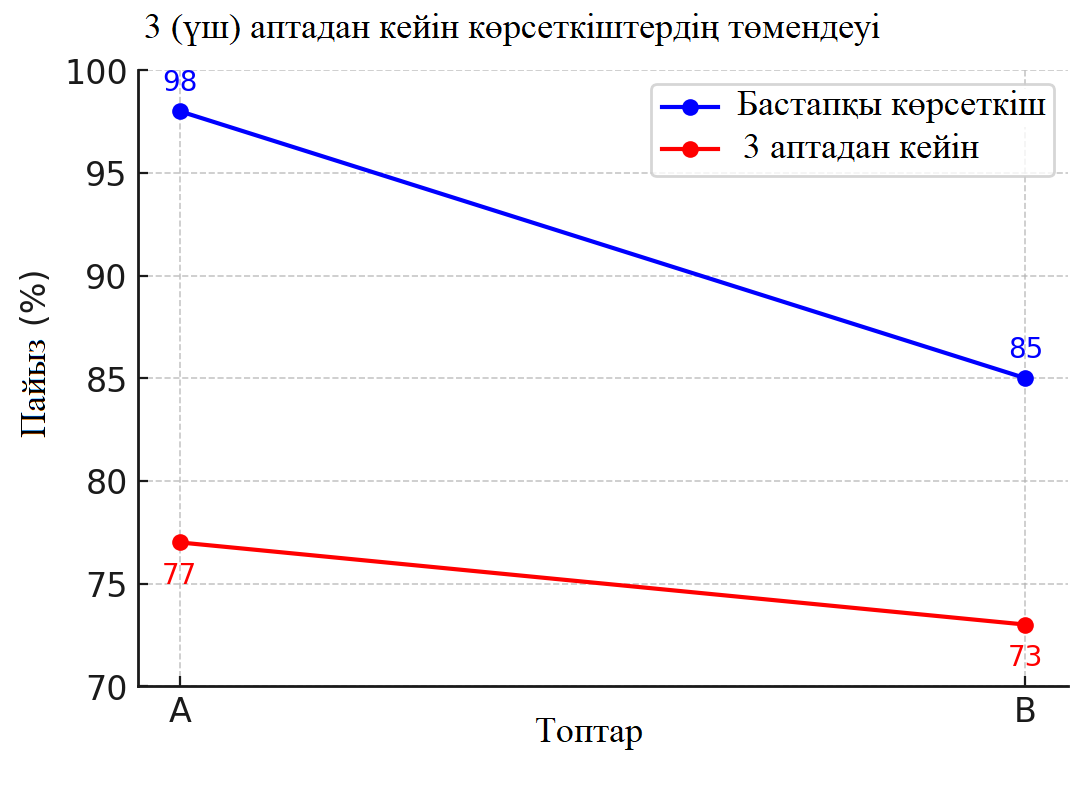 3 (үш) аптадан кейін көрсеткіштердің төмендеуі
100
98
Бастапқы көрсеткіш
3 аптадан кейін
95
90
Пайыз (%)
85
85
80
77
75
73
70
A
B
Топтар